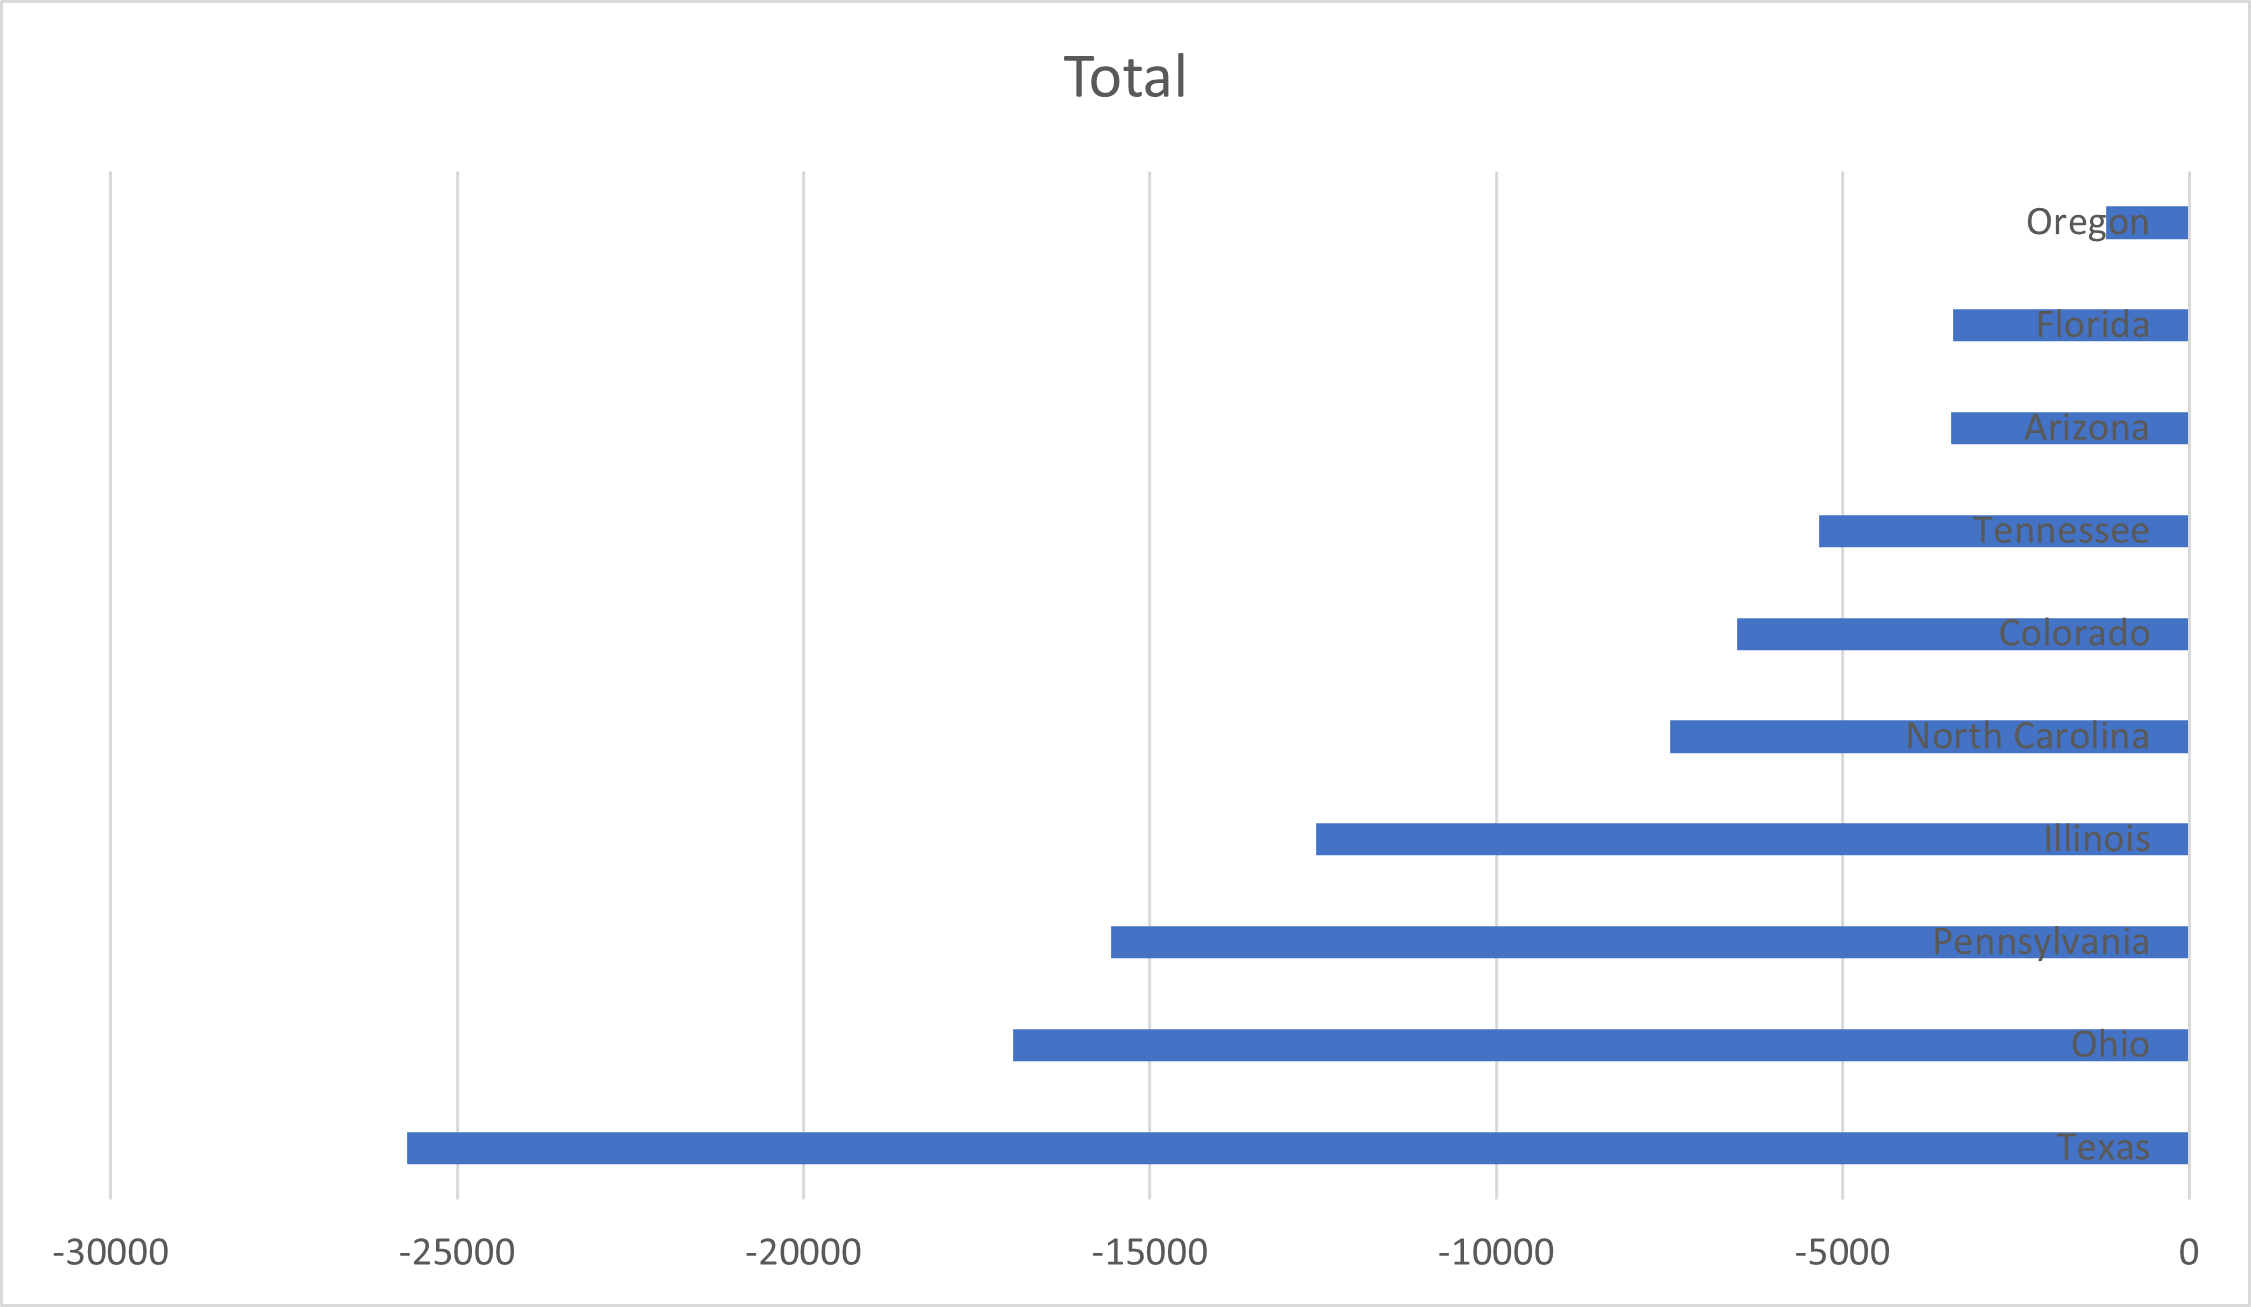 Total
Oregon
Florida
Arizona
Tennessee
Colorado
North Carolina
Illinois
Pennsylvania
Ohio
Texas
-30000 -25000 -20000 -15000 -10000 -5000 0